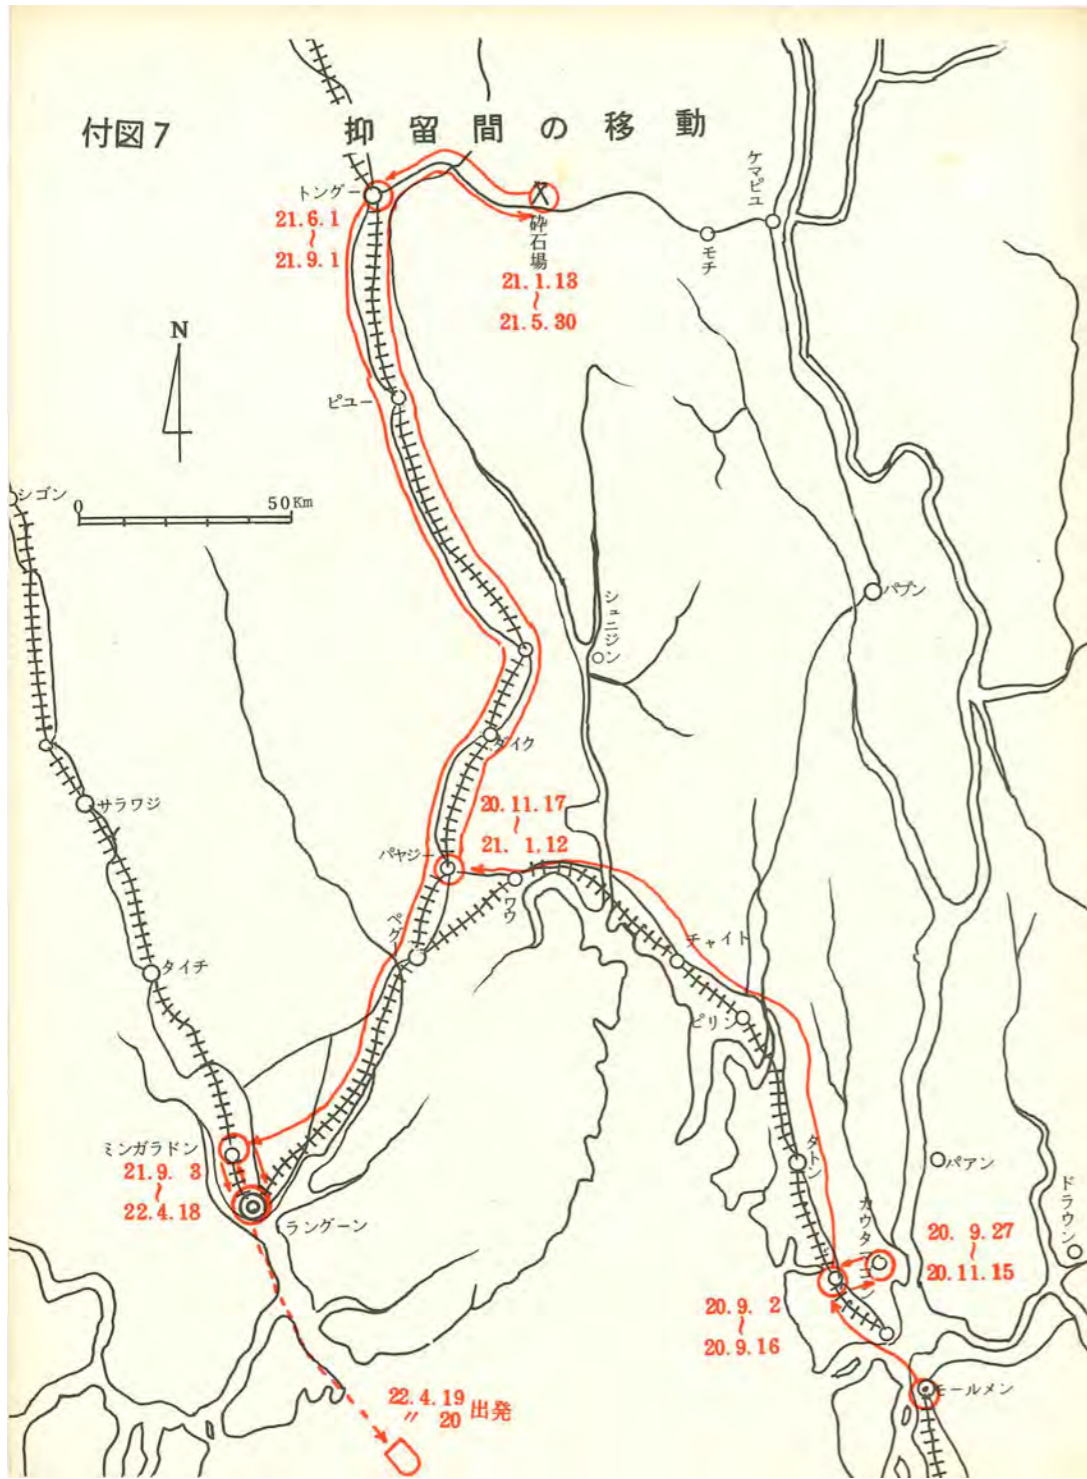 付図7
抑留間の移動
トングー
21.6.1
〜
21.9.1
砕石場
21.1.13
〜
21.5.30
モチ
ケマピユ
N
ピユー
0 50Km
シゴン
シュニジン
パプン
ダイク
サラワジ
20.11.17
〜
21. 1.12
パヤジー
ワウ
ペグー
チャイト
タイチ
ピリン
ミンガラドン
21.9. 3
〜
22.4.18
ラングーン
タトン
パアン
ドラウン
20. 9.27
〜
20.11.15
20.9. 2
〜
20.9.16
モールメン
22.4.19
〃 20
出発